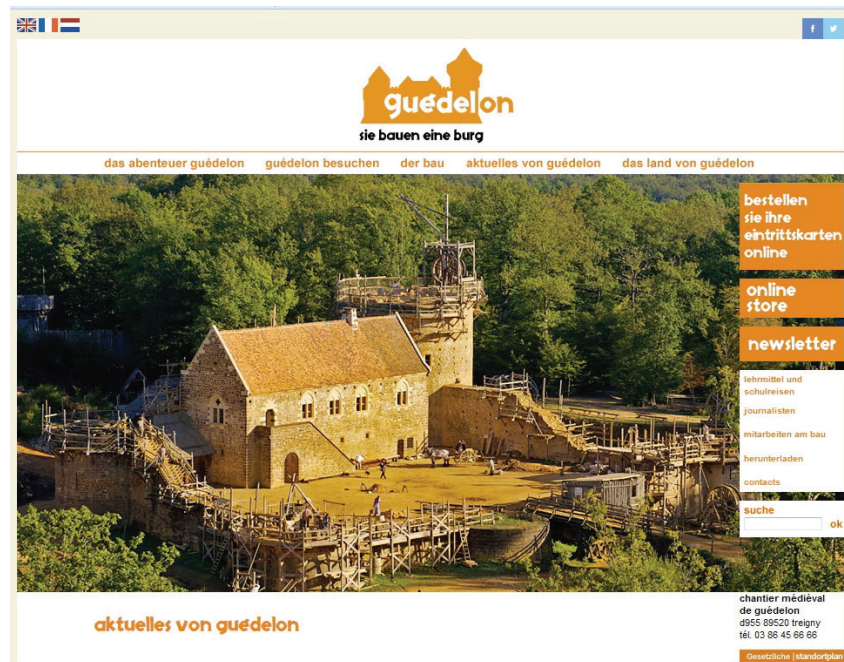 f
guédelon
sie bauen eine burg
das abenteuer guédelon guédelon besuchen der bau aktuelles von guédelon das land von guédelon
bestellen
sie ihre
eintrittskarten
online
online
store
newsletter
lehrmittel und
schulreisen
journalisten
mitarbeiten am bau
herunterladen
contacts
suche
ok
aktuelles von guédelon
chantier médiéval
de guédelon
d955 89520 treigny
tél. 03 86 45 66 66
Gesetzliche | standortplan